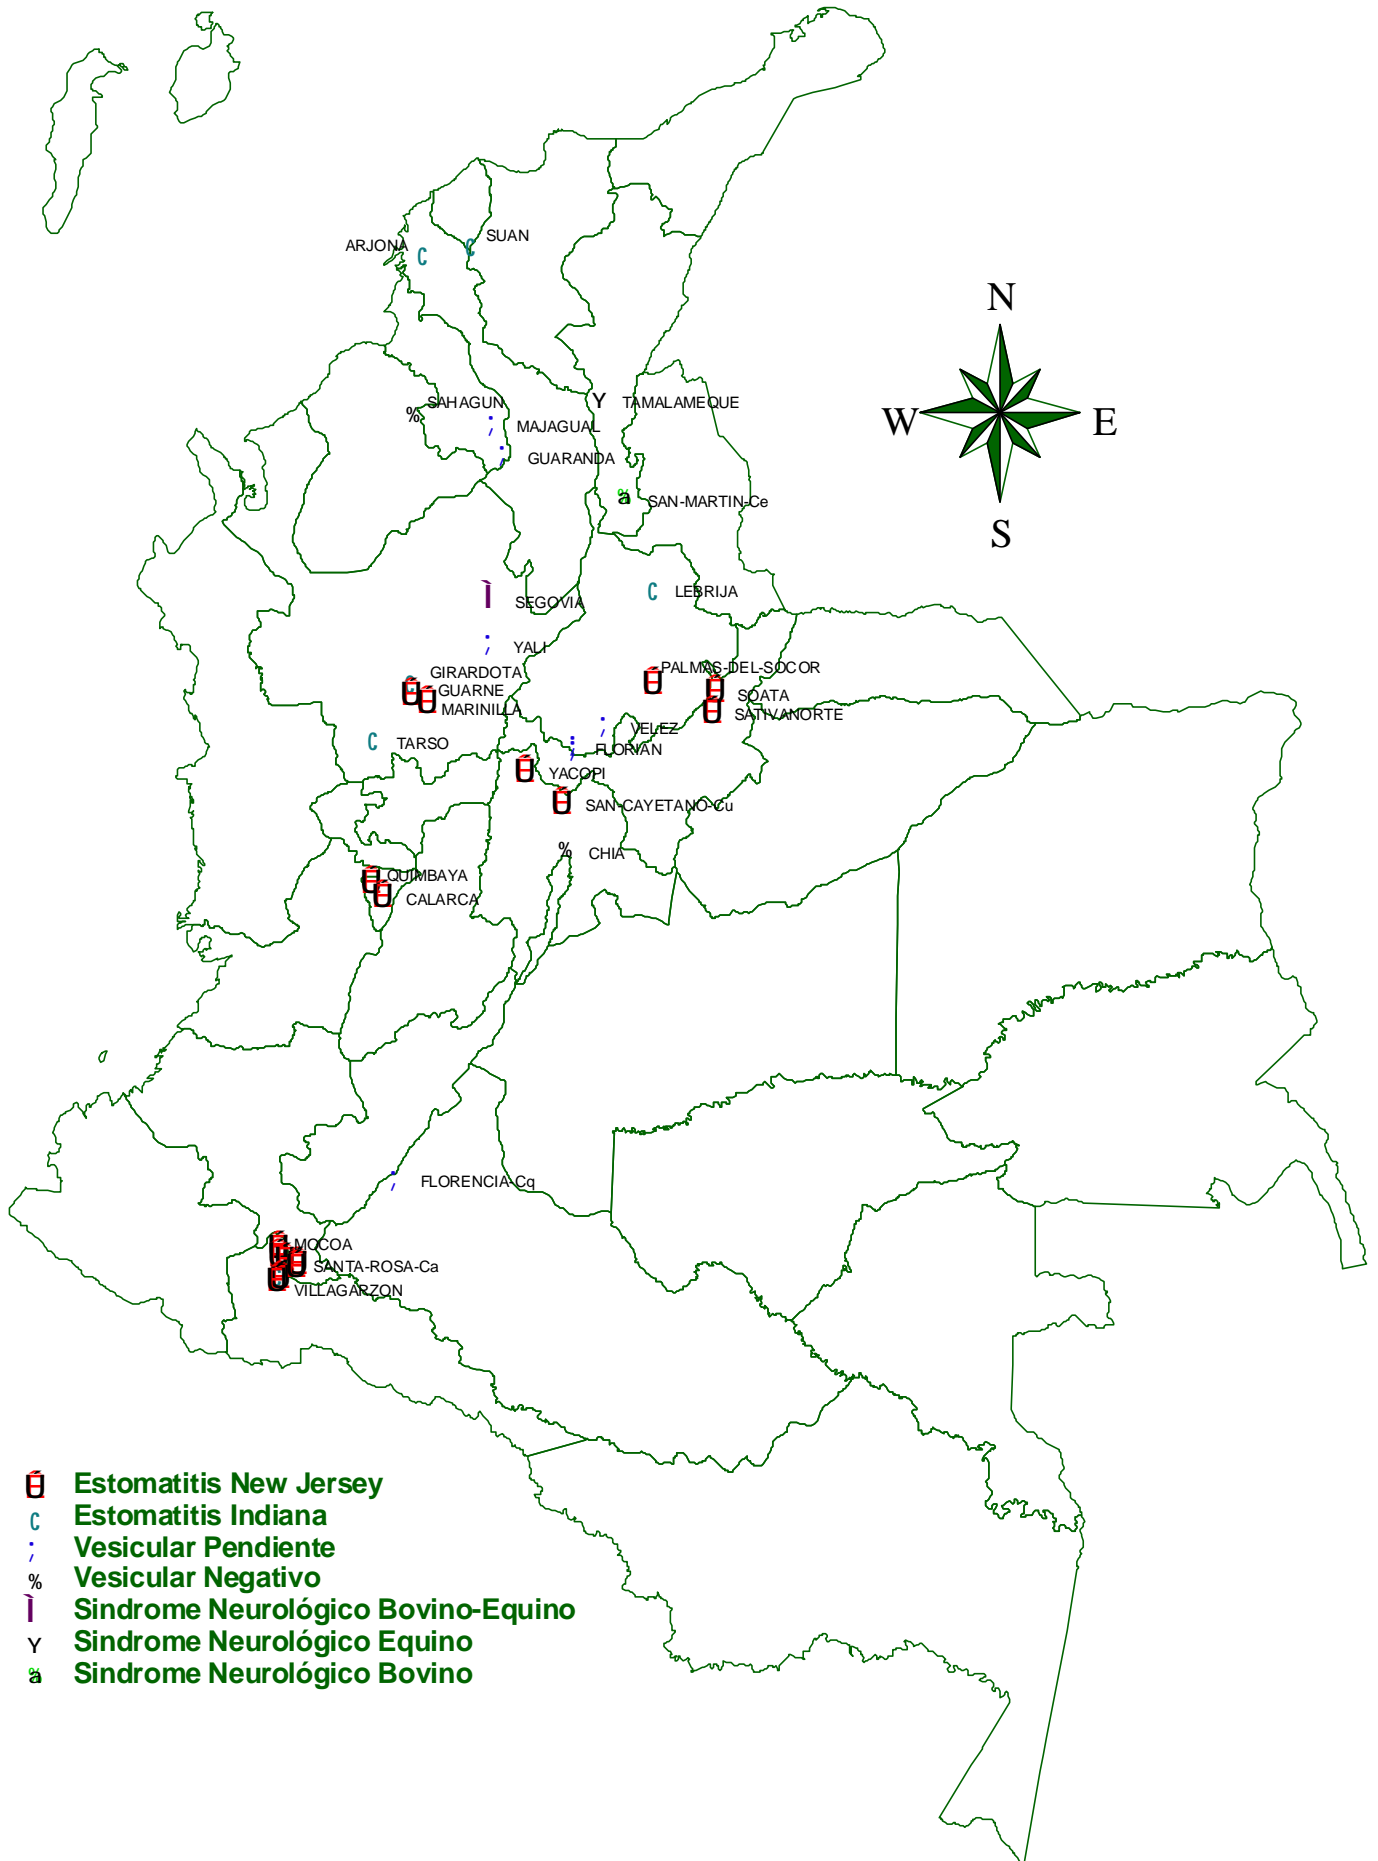 SUAN
ARJONA
N
SAHAGUN
TAMALAMEQUE
W
E
MAJAGUAL
GUARANDA
SAN-MARTIN-Ce
S
LEBRIJA
SEGOVIA
YALI
PALMAS-DEL-SOCOR
GIRARDOTA
GUARNE
SOATA
MARINILLA
SATIVANORTE
VELEZ
TARSO
FLORIAN
YACOPI
SAN-CAYETANO-Cu
CHIA
QUIMBAYA
CALARCA
FLORENCIA-Cq
MOCOA
SANTA-ROSA-Ca
VILLAGARZON
Estomatitis New Jersey
Estomatitis Indiana
Vesicular Pendiente
% Vesicular Negativo
Sindrome Neurológico Bovino-Equino
Y Sindrome Neurológico Equino
Sindrome Neurológico Bovino